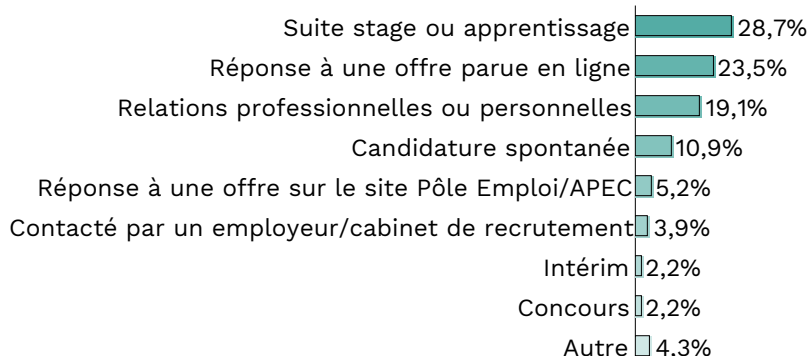 Suite stage ou apprentissage 28,7%
Réponse à une offre parue en ligne 23,5%
Relations professionnelles ou personnelles 19,1%
Candidature spontanée 10,9%
Réponse à une offre sur le site Pôle Emploi/APEC 5,2%
Contacté par un employeur/cabinet de recrutement 3,9%
Intérim 2,2%
Concours 2,2%
Autre 4,3%